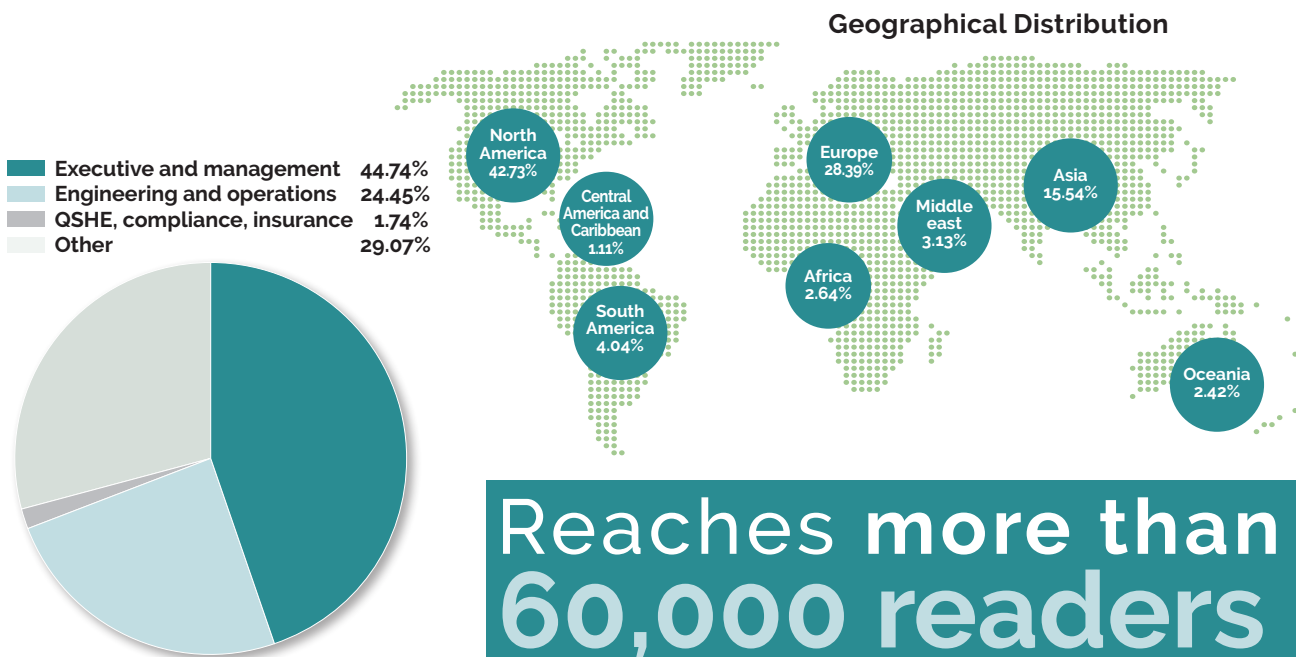 Geographical Distribution
Executive and management 44.74%
Engineering and operations 24.45%
QSHE, compliance, insurance 1.74%
Other 29.07%
North
America
42.73%
Central
America and
Caribbean
1.11%
South
America
4.04%
Europe
28.39%
Africa
2.64%
Middle
east
3.13%
Asia
15.54%
Oceania
2.42%
Reaches more than
60,000 readers